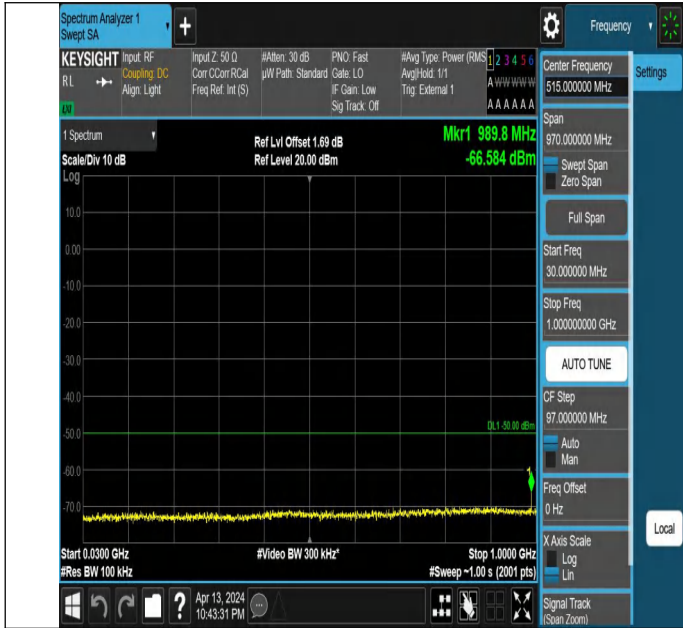 Spectrum Analyzer 1
Swept SA
+
Frequency
KEYSIGHT
RL
Input: RF
Coupling: DC
Align: Light
Input Z: 50 Ω
Corr CCorr RCal
Freq Ref: Int (S)
#Atten: 30 dB
µW Path: Standard
PNO: Fast
Gate: LO
IF Gain: Low
Sig Track: Off
#Avg Type: Power (RMS
Avg|Hold: 1/1
Trig: External 1
1 2 3 4 5 6
A W W W W W
A A A A A A
1 Spectrum
Scale/Div 10 dB
Log
Ref Lvl Offset 1.69 dB
Ref Level 20.00 dBm
Mkr1 989.8 MHz
-66.584 dBm
10.0
0.00
-10.0
-20.0
-30.0
-40.0
-50.0
-60.0
-70.0
DL1 -50.00 dBm
1
Start 0.0300 GHz
#Res BW 100 kHz
#Video BW 300 kHz*
Stop 1.0000 GHz
#Sweep ~1.00 s (2001 pts)
Center Frequency
515.000000 MHz
Settings
Span
970.000000 MHz
Swept Span
Zero Span
Full Span
Start Freq
30.000000 MHz
Stop Freq
1.000000000 GHz
AUTO TUNE
CF Step
97.000000 MHz
Auto
Man
Freq Offset
0 Hz
X Axis Scale
Log
Lin
Local
Signal Track
(Span Zoom)
?
Apr 13, 2024
10:43:31 PM